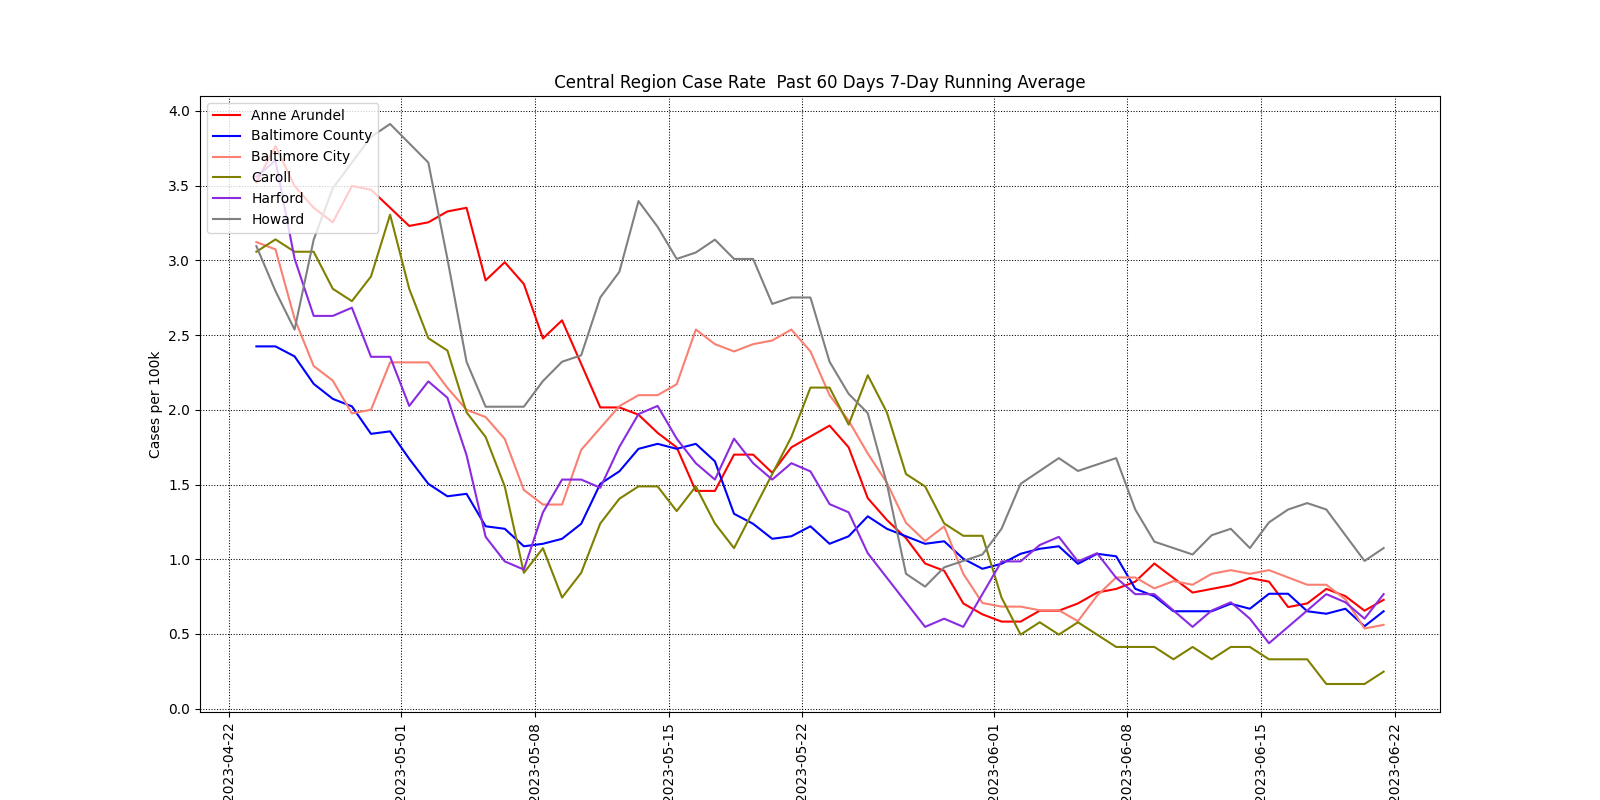 Central Region Case Rate  Past 60 Days 7-Day Running Average
Anne Arundel
Baltimore County
Baltimore City
Caroll
Harford
Howard
Cases per 100k
4.0
3.5
3.0
2.5
2.0
1.5
1.0
0.5
0.0
2023-04-22
2023-05-01
2023-05-08
2023-05-15
2023-05-22
2023-06-01
2023-06-08
2023-06-15
2023-06-22